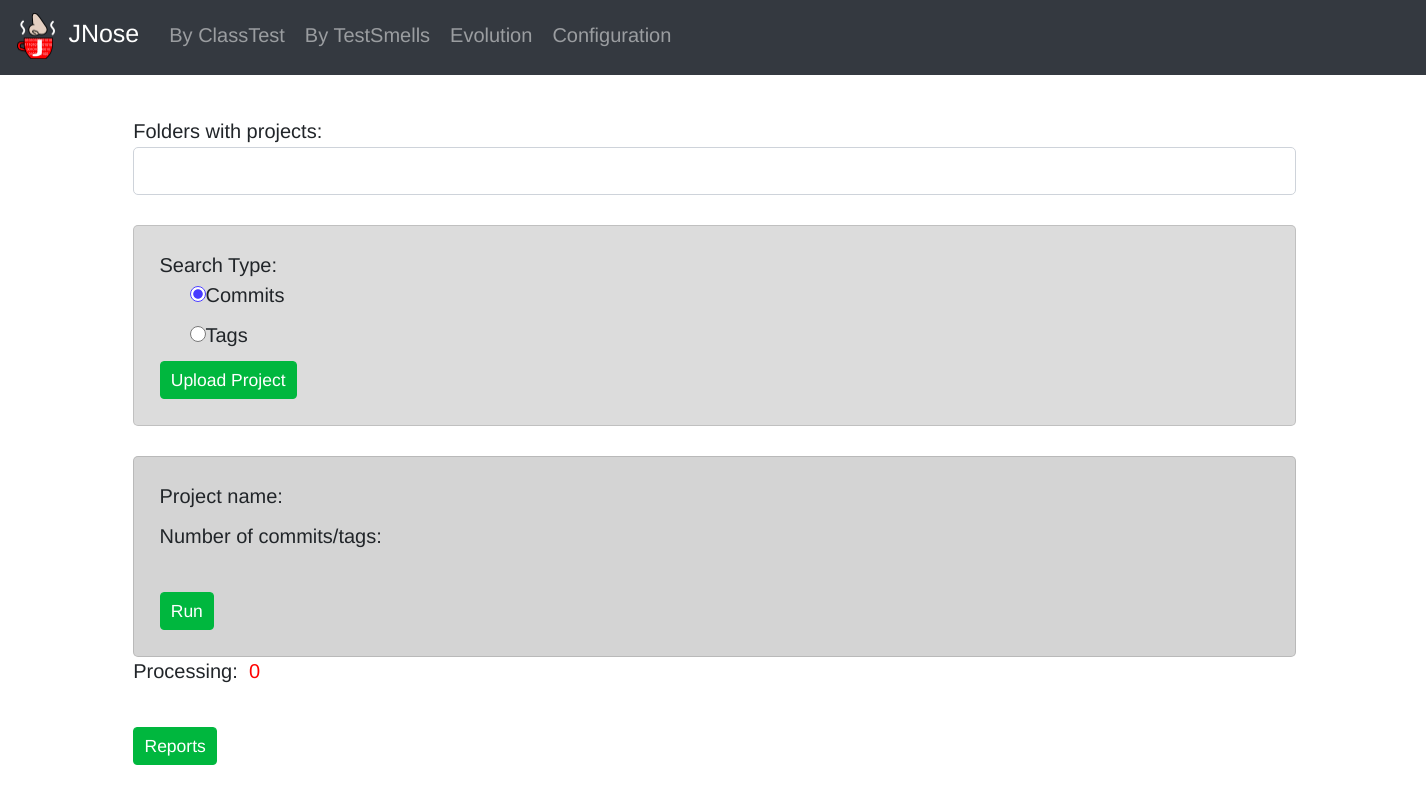 J
JNose By ClassTest By TestSmells Evolution Configuration
Folders with projects:
Search Type:
Commits
Tags
Upload Project
Project name:
Number of commits/tags:
Run
Processing: 0
Reports